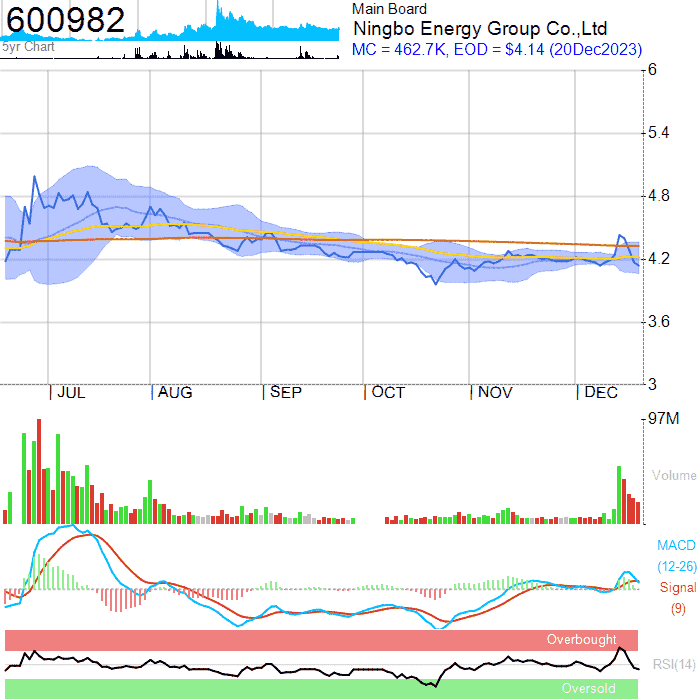 600982
5yr Chart
Main Board
Ningbo Energy Group Co.,Ltd
MC = 462.7K, EOD = $4.14 (20Dec2023)
6
5.4
4.8
4.2
3.6
3
JUL AUG SEP OCT NOV DEC
97M
Volume
MACD
(12-26)
Signal
(9)
Overbought
RSI(14)
Oversold